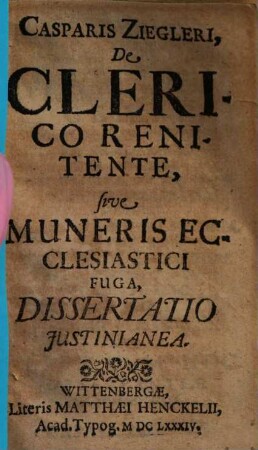 CASPARIS ZIEGLERI,
De
CLERI-
CO RENI-
TENTE,
sive
MUNERIS EC-
CLESIASTICI
FUGA,
DISSERTATIO
JUSTINIANEA.
WITTENBERGÆ,
Literis MATTHÆI HENCKELII,
Acad. Typog. M DC LXXXIV.